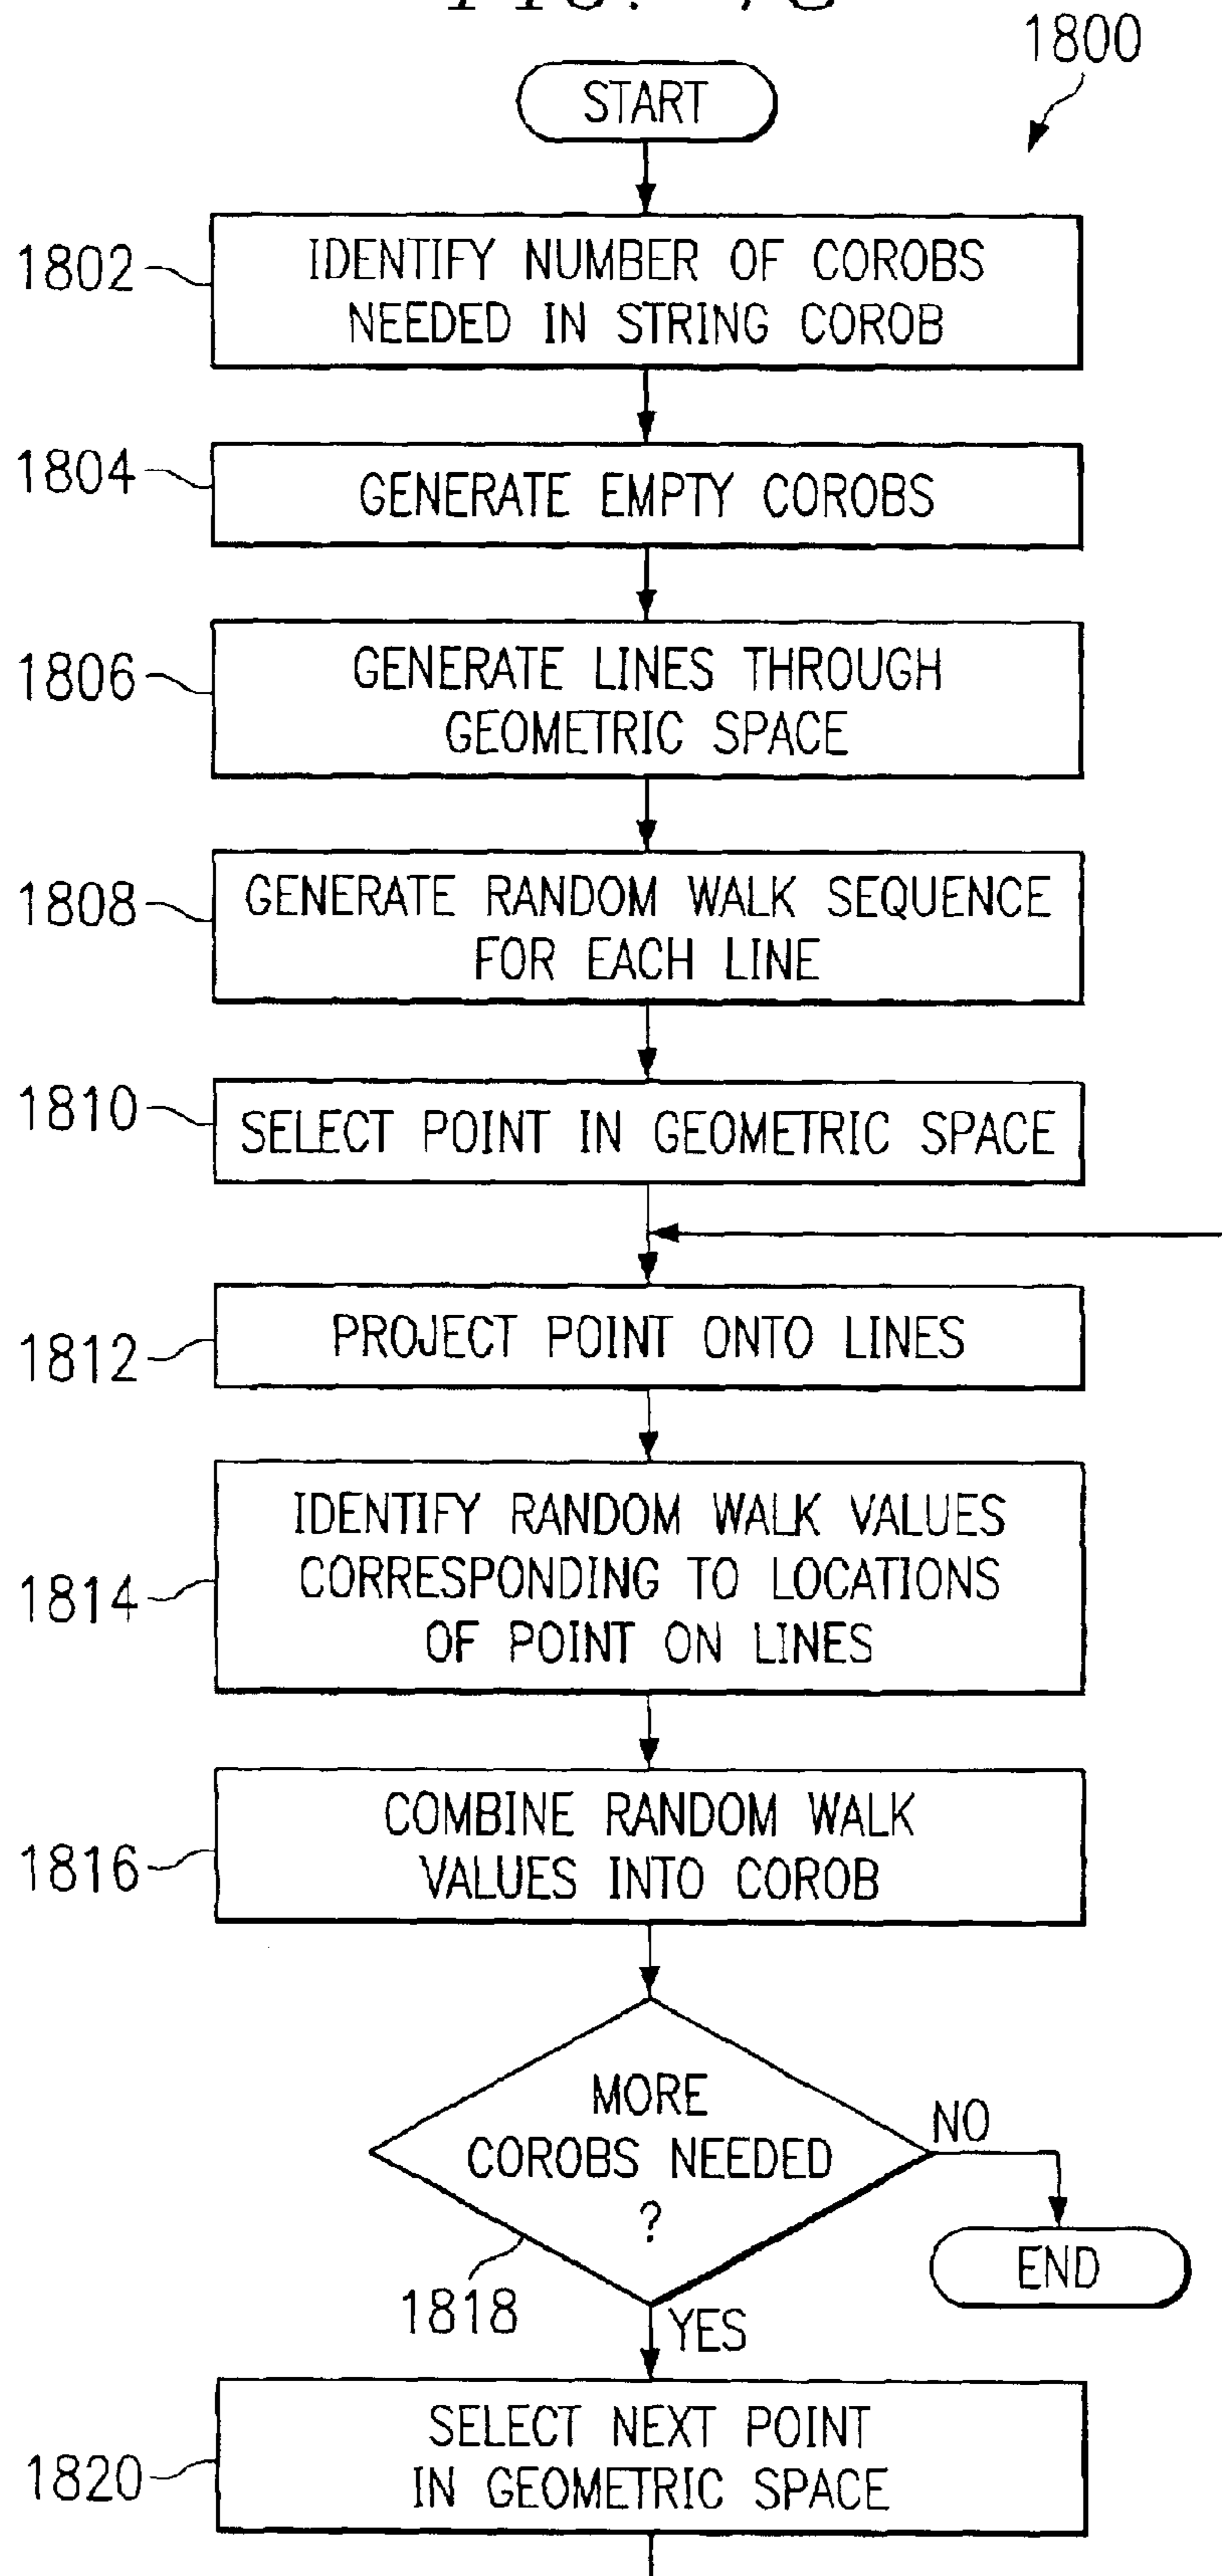 1800
START
1802
IDENTIFY NUMBER OF COROBS
NEEDED IN STRING COROB
1804
GENERATE EMPTY COROBS
1806
GENERATE LINES THROUGH
GEOMETRIC SPACE
1808
GENERATE RANDOM WALK SEQUENCE
FOR EACH LINE
1810
SELECT POINT IN GEOMETRIC SPACE
1812
PROJECT POINT ONTO LINES
1814
IDENTIFY RANDOM WALK VALUES
CORRESPONDING TO LOCATIONS
OF POINT ON LINES
1816
COMBINE RANDOM WALK
VALUES INTO COROB
MORE
COROBS NEEDED
?
NO
END
1818
YES
1820
SELECT NEXT POINT
IN GEOMETRIC SPACE